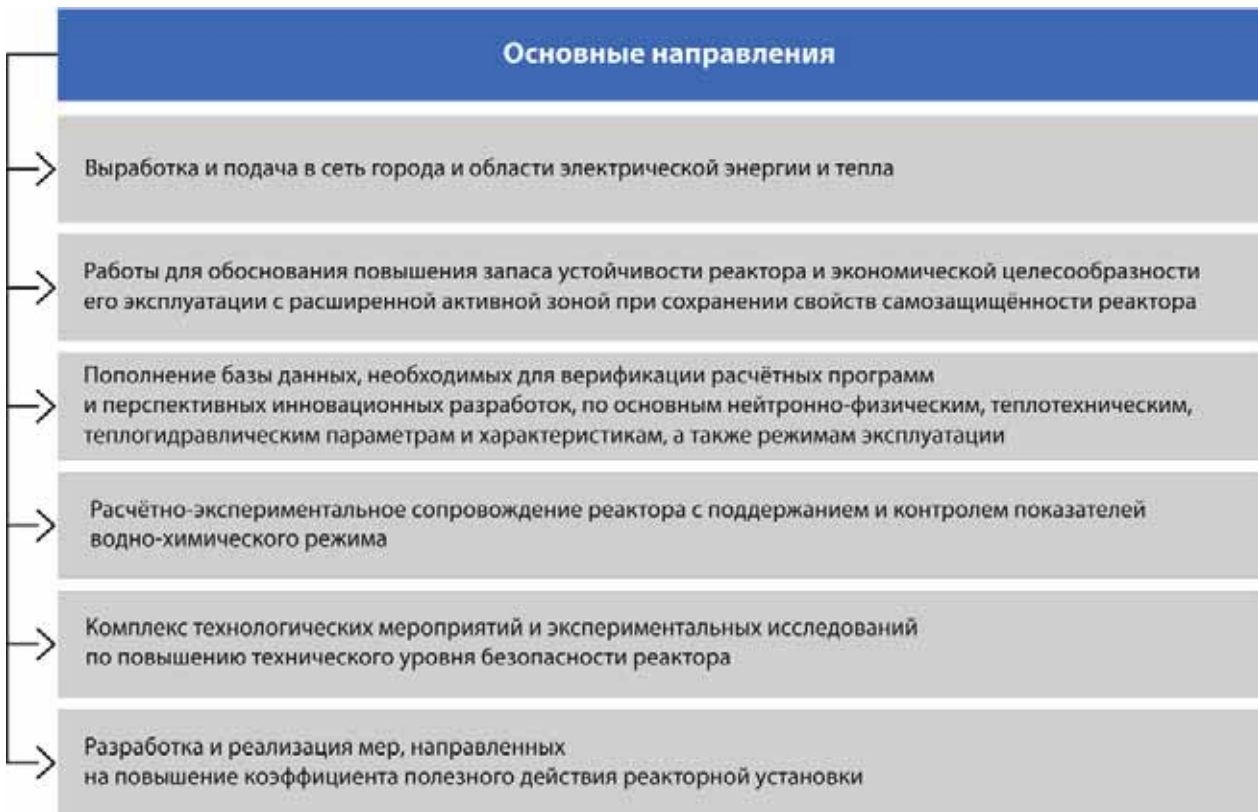 Основные направления
Выработка и подача в сеть города и области электрической энергии и тепла
Работы для обоснования повышения запаса устойчивости реактора и экономической целесообразности
его эксплуатации с расширенной активной зоной при сохранении свойств самозащищённости реактора
Пополнение базы данных, необходимых для верификации расчётных программ
и перспективных инновационных разработок, по основным нейтронно-физическим, теплотехническим,
теплогидравлическим параметрам и характеристикам, а также режимам эксплуатации
Расчётно-экспериментальное сопровождение реактора с поддержанием и контролем показателей
водно-химического режима
Комплекс технологических мероприятий и экспериментальных исследований
по повышению технического уровня безопасности реактора
Разработка и реализация мер, направленных
на повышение коэффициента полезного действия реакторной установки